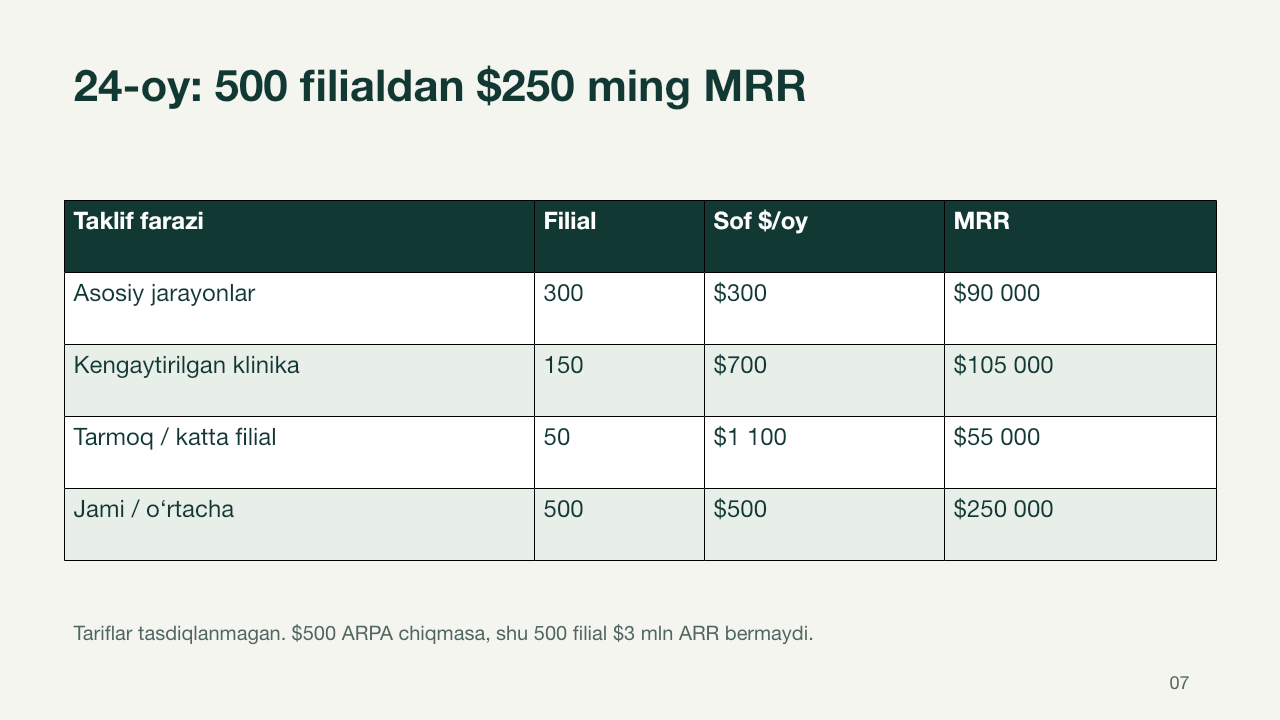 24-oy: 500 filialdan $250 ming MRR
Taklif farazi Filial Sof $/oy MRR
Asosiy jarayonlar 300 $300 $90 000
Kengaytirilgan klinika 150 $700 $105 000
Tarmoq / katta filial 50 $1 100 $55 000
Jami / o‘rtacha 500 $500 $250 000
Tariflar tasdiqlanmagan. $500 ARPA chiqmasa, shu 500 filial $3 mln ARR bermaydi.
07